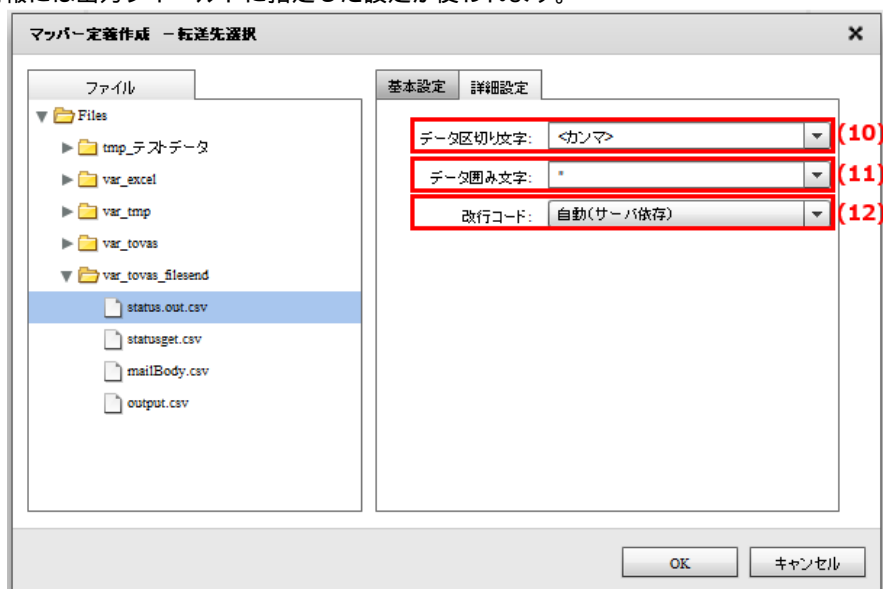 マッパー定義作成 －転送先選択
ファイル
Files
tmp_テストデータ
var_excel
var_tmp
var_tovas
var_tovas_filesend
status.out.csv
statusget.csv
mailBody.csv
output.csv
基本設定 詳細設定
データ区切り文字: <カンマ> (10)
データ囲み文字: " (11)
改行コード: 自動(サーバ依存) (12)
OK キャンセル